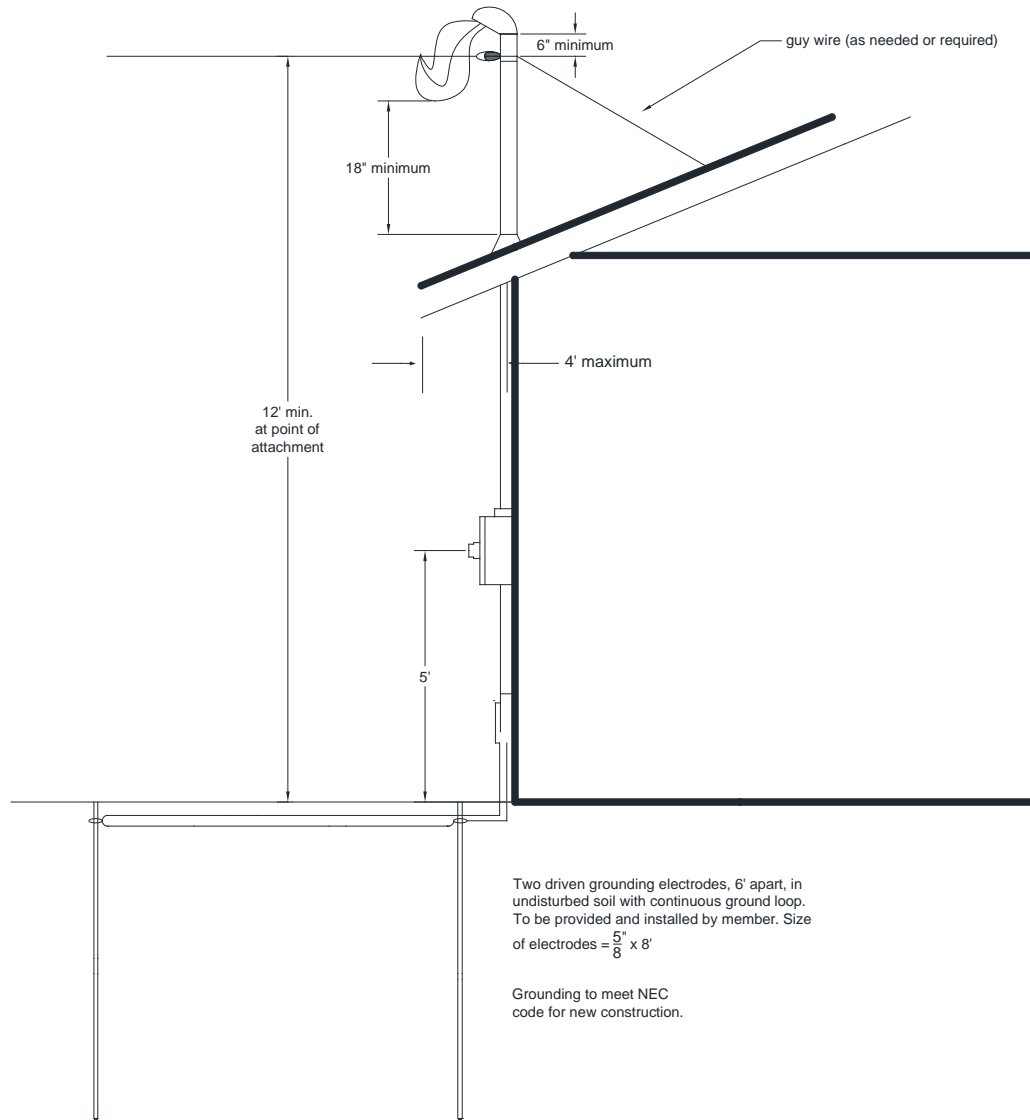 6" minimum
guy wire (as needed or required)
18" minimum
4' maximum
12' min.
at point of
attachment
5'
Two driven grounding electrodes, 6' apart, in
undisturbed soil with continuous ground loop.
To be provided and installed by member. Size
of electrodes = 5/8" x 8'
Grounding to meet NEC
code for new construction.